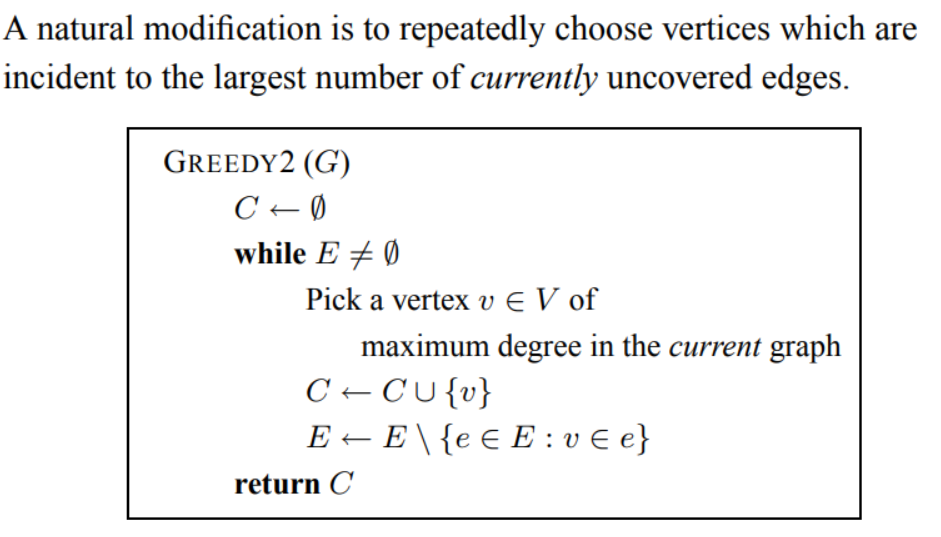 A natural modification is to repeatedly choose vertices which are
incident to the largest number of currently uncovered edges.
GREEDY2 (G)
C ← ∅
while E ≠ ∅
Pick a vertex v ∈ V of
maximum degree in the current graph
C ← C ∪ {v}
E ← E \ {e ∈ E : v ∈ e}
return C